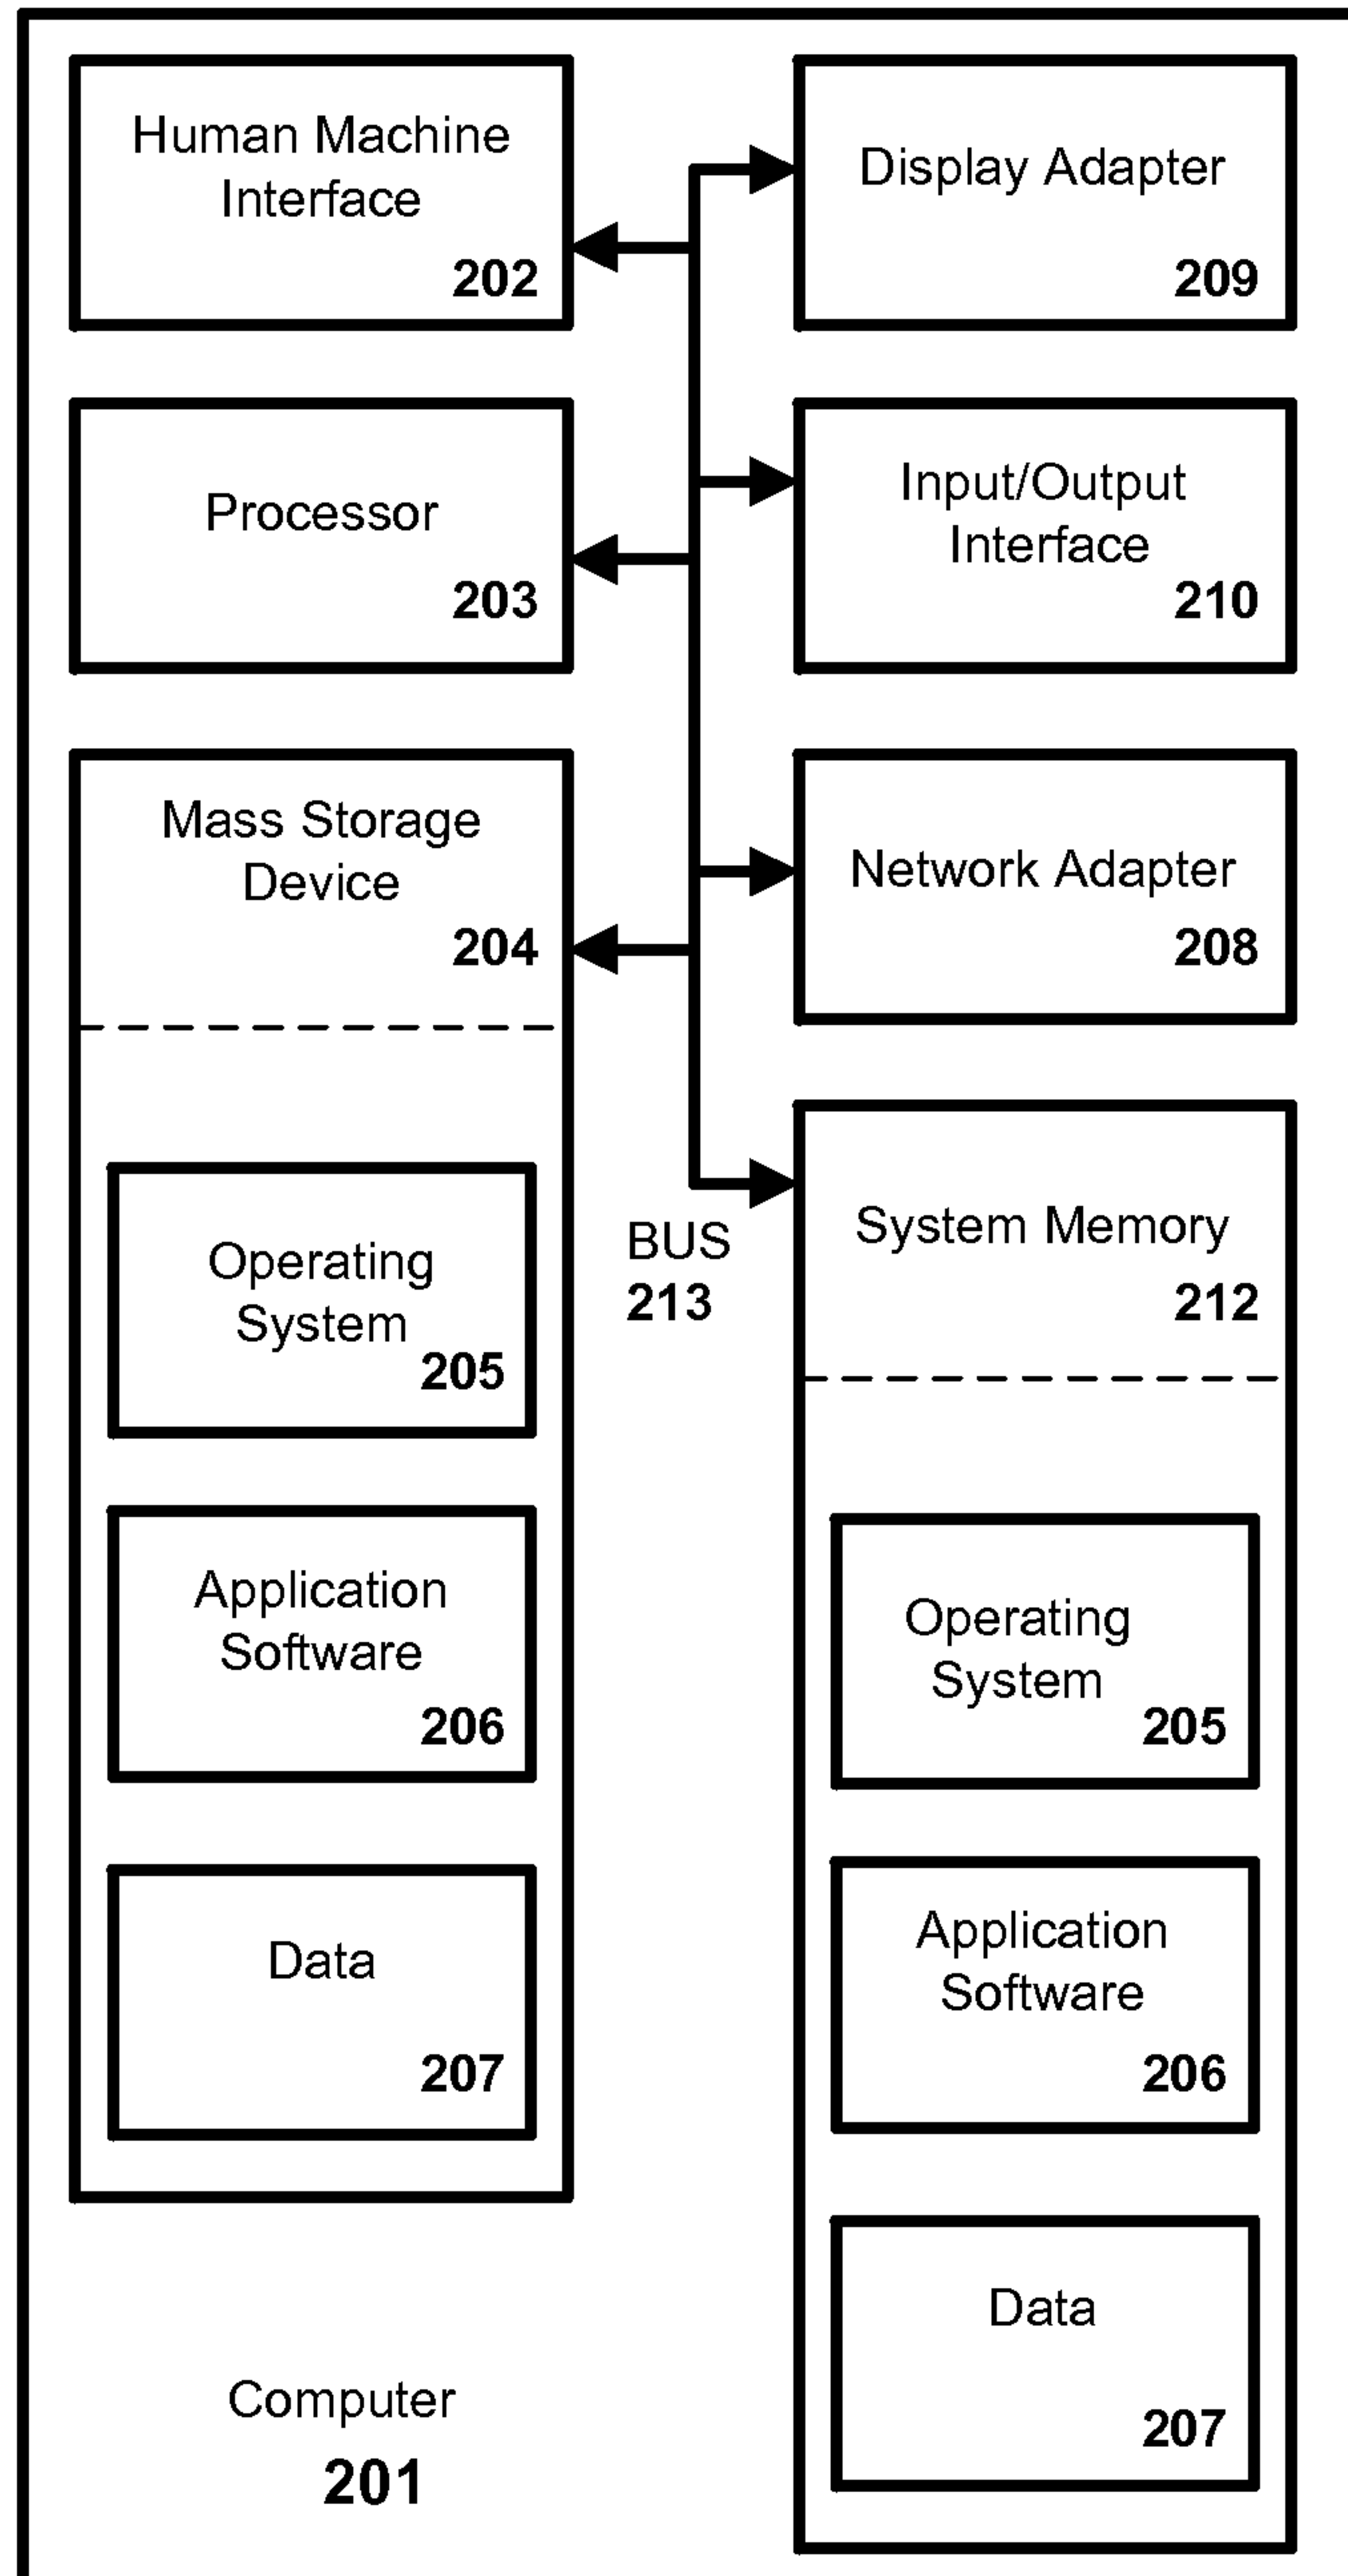 Human Machine
Interface
202
Processor
203
Mass Storage
Device
204
Operating
System
205
Application
Software
206
Data
207
Computer
201
BUS
213
Display Adapter
209
Input/Output
Interface
210
Network Adapter
208
System Memory
212
Operating
System
205
Application
Software
206
Data
207